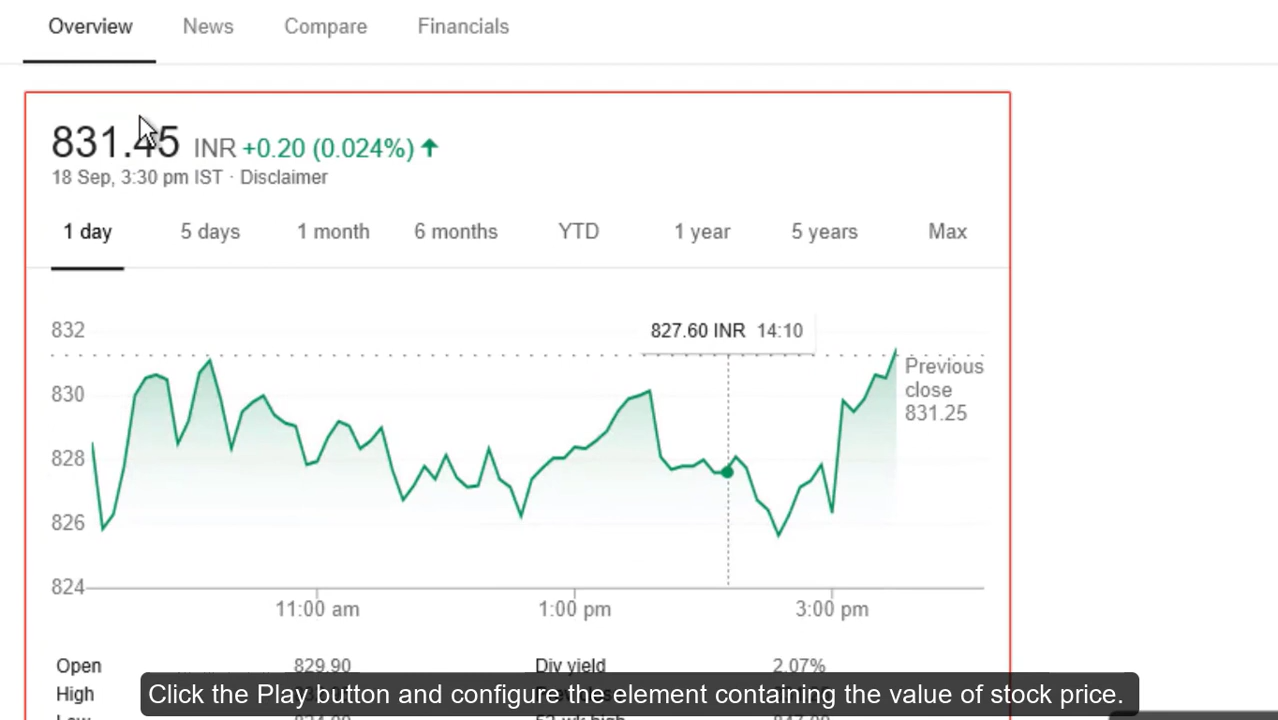 Overview News Compare Financials
831.45 INR +0.20 (0.024%)
18 Sep, 3:30 pm IST · Disclaimer
1 day 5 days 1 month 6 months YTD 1 year 5 years Max
832
827.60 INR 14:10
830
Previous
close
831.25
828
826
824
11:00 am 1:00 pm 3:00 pm
Open 829.90 Div yield 2.07%
High
Click the Play button and configure the element containing the value of stock price.